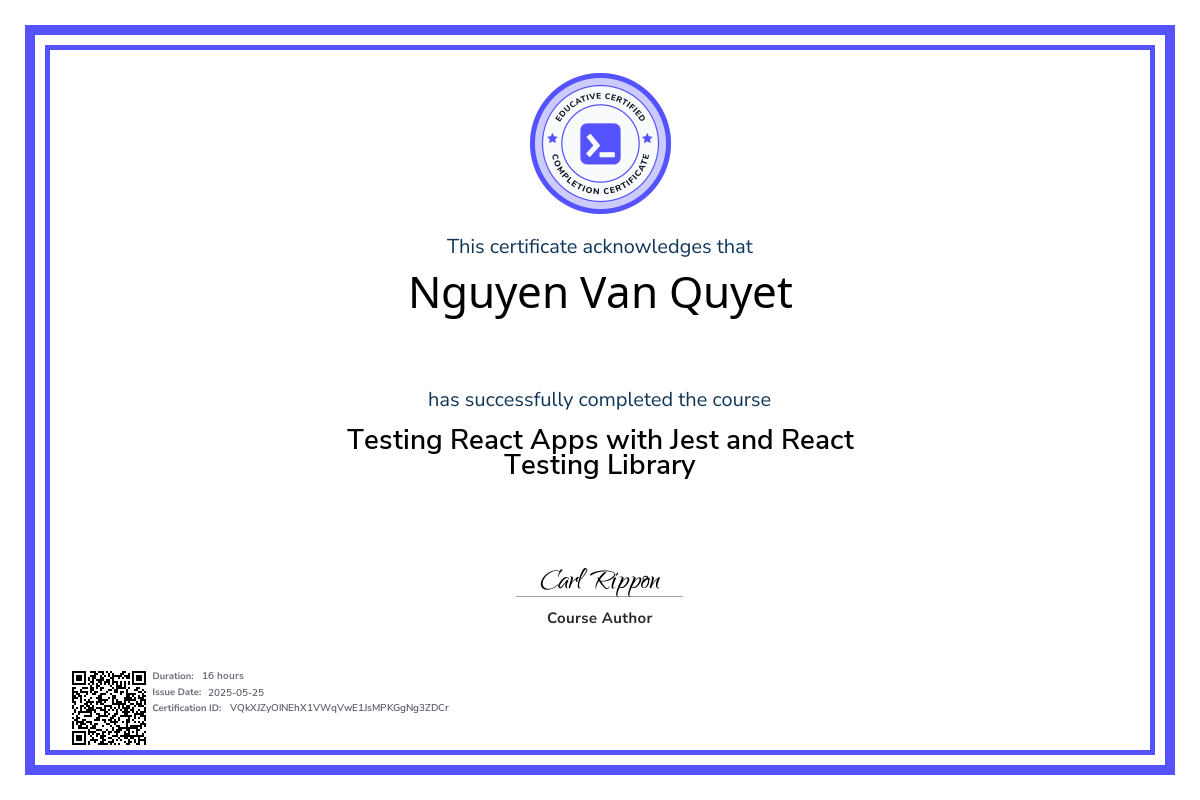 EDUCATIVE CERTIFIED
COMPLETION CERTIFICATE
This certificate acknowledges that
Nguyen Van Quyet
has successfully completed the course
Testing React Apps with Jest and React
Testing Library
Carl Rippon
Course Author
Duration: 16 hours
Issue Date: 2025-05-25
Certification ID: VQkXJZyOINEhX1VWqVwE1JsMPKGgNg3ZDCr